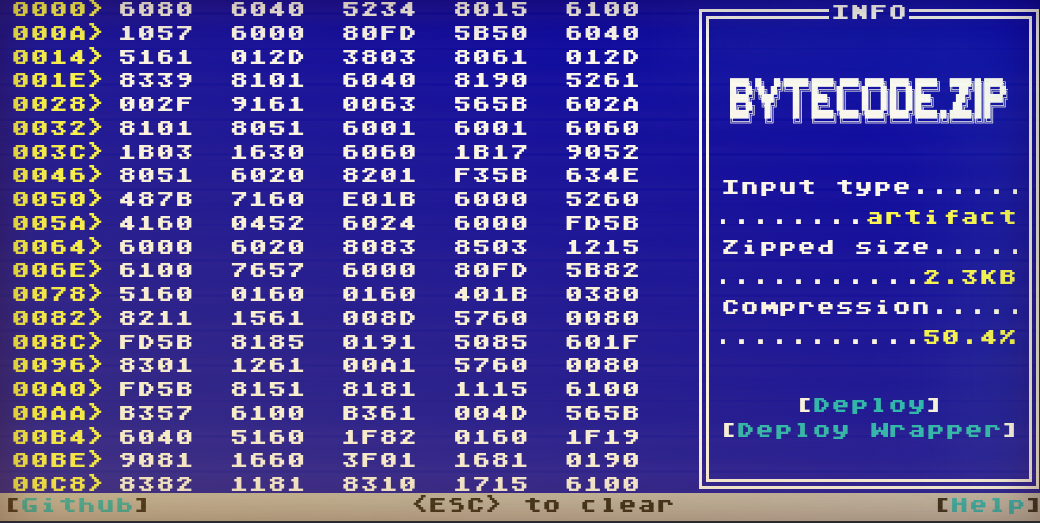 0000> 6080 6040 5234 8015 6100
000A> 1057 6000 80FD 5B50 6040
0014> 5161 012D 3803 8061 012D
001E> 8339 8101 6040 8190 5261
0028> 002F 9161 0063 565B 602A
0032> 8101 8051 6001 6001 6060
003C> 1B03 1630 6060 1B17 9052
0046> 8051 6020 8201 F35B 634E
0050> 487B 7160 E01B 6000 5260
005A> 4160 0452 6024 6000 FD5B
0064> 6000 6020 8083 8503 1215
006E> 6100 7657 6000 80FD 5B82
0078> 5160 0160 0160 401B 0380
0082> 8211 1561 008D 5760 0080
008C> FD5B 8185 0191 5085 601F
0096> 8301 1261 00A1 5760 0080
00A0> FD5B 8151 8181 1115 6100
00AA> B357 6100 B361 004D 565B
00B4> 6040 5160 1F82 0160 1F19
00BE> 9081 1660 3F01 1681 0190
00C8> 8382 1181 8310 1715 6100
INFO
BYTECODE.ZIP
Input type......
........artifact
Zipped size.....
...........2.3KB
Compression.....
...........50.4%
[Deploy]
[Deploy Wrapper]
[Github] <ESC> to clear [Help]